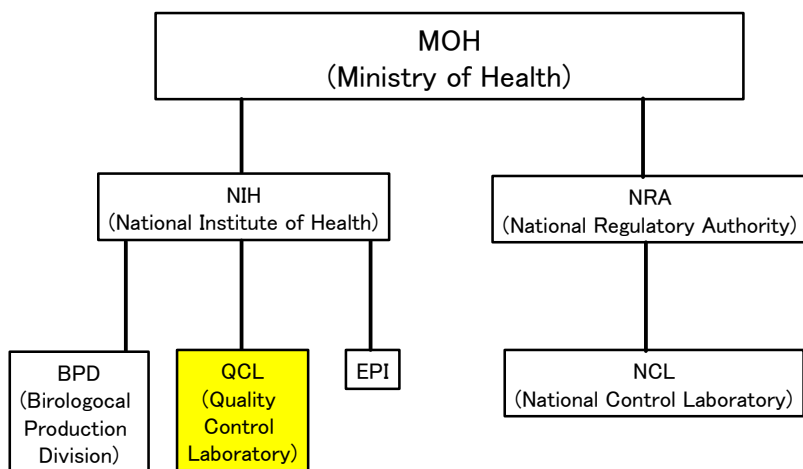 MOH
(Ministry of Health)
NIH
(National Institute of Health)
NRA
(National Regulatory Authority)
BPD
(Birologocal
Production
Division)
QCL
(Quality
Control
Laboratory)
EPI
NCL
(National Control Laboratory)